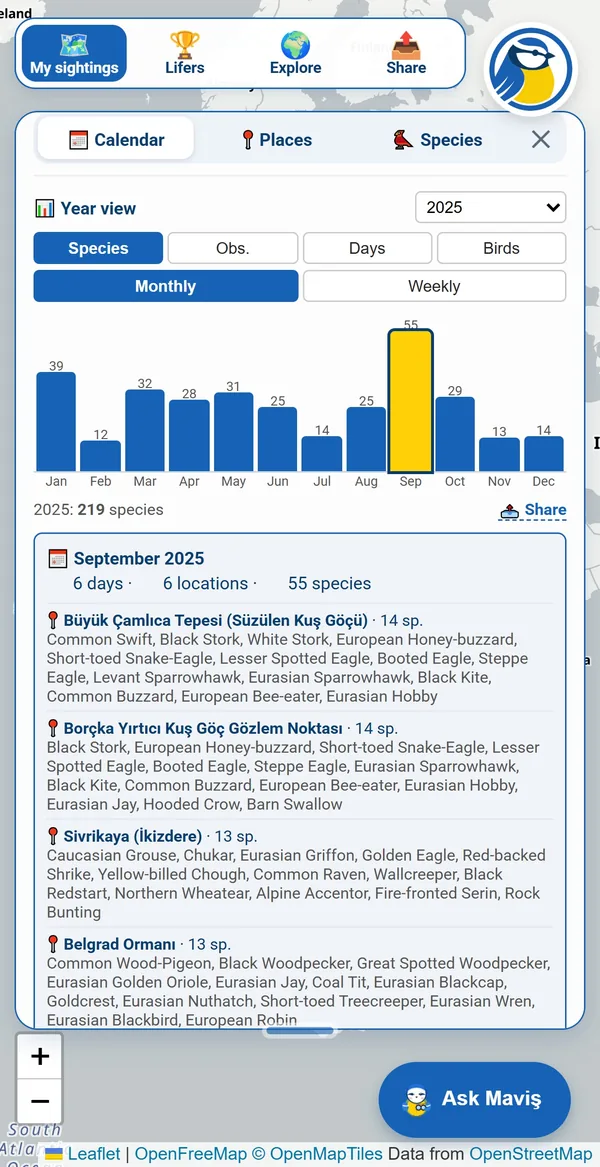 eland
My sightings
Lifers
Explore
Share
Calendar
Places
Species
Year view
2025
Species
Obs.
Days
Birds
Monthly
Weekly
39
12
32
28
31
25
14
25
55
29
13
14
Jan
Feb
Mar
Apr
May
Jun
Jul
Aug
Sep
Oct
Nov
Dec
2025: 219 species
Share
September 2025
6 days · 6 locations · 55 species
Büyük Çamlıca Tepesi (Süzülen Kuş Göçü) · 14 sp.
Common Swift, Black Stork, White Stork, European Honey-buzzard,
Short-toed Snake-Eagle, Lesser Spotted Eagle, Booted Eagle, Steppe
Eagle, Levant Sparrowhawk, Eurasian Sparrowhawk, Black Kite,
Common Buzzard, European Bee-eater, Eurasian Hobby
Borçka Yırtıcı Kuş Göç Gözlem Noktası · 14 sp.
Black Stork, European Honey-buzzard, Short-toed Snake-Eagle, Lesser
Spotted Eagle, Booted Eagle, Steppe Eagle, Eurasian Sparrowhawk,
Black Kite, Common Buzzard, European Bee-eater, Eurasian Hobby,
Eurasian Jay, Hooded Crow, Barn Swallow
Sivrikaya (İkizdere) · 13 sp.
Caucasian Grouse, Chukar, Eurasian Griffon, Golden Eagle, Red-backed
Shrike, Yellow-billed Chough, Common Raven, Wallcreeper, Black
Redstart, Northern Wheatear, Alpine Accentor, Fire-fronted Serin, Rock
Bunting
Belgrad Ormanı · 13 sp.
Common Wood-Pigeon, Black Woodpecker, Great Spotted Woodpecker,
Eurasian Golden Oriole, Eurasian Jay, Coal Tit, Eurasian Blackcap,
Goldcrest, Eurasian Nuthatch, Short-toed Treecreeper, Eurasian Wren,
Eurasian Blackbird, European Robin
+
−
Ask Maviş
South
Leaflet | OpenFreeMap © OpenMapTiles Data from OpenStreetMap